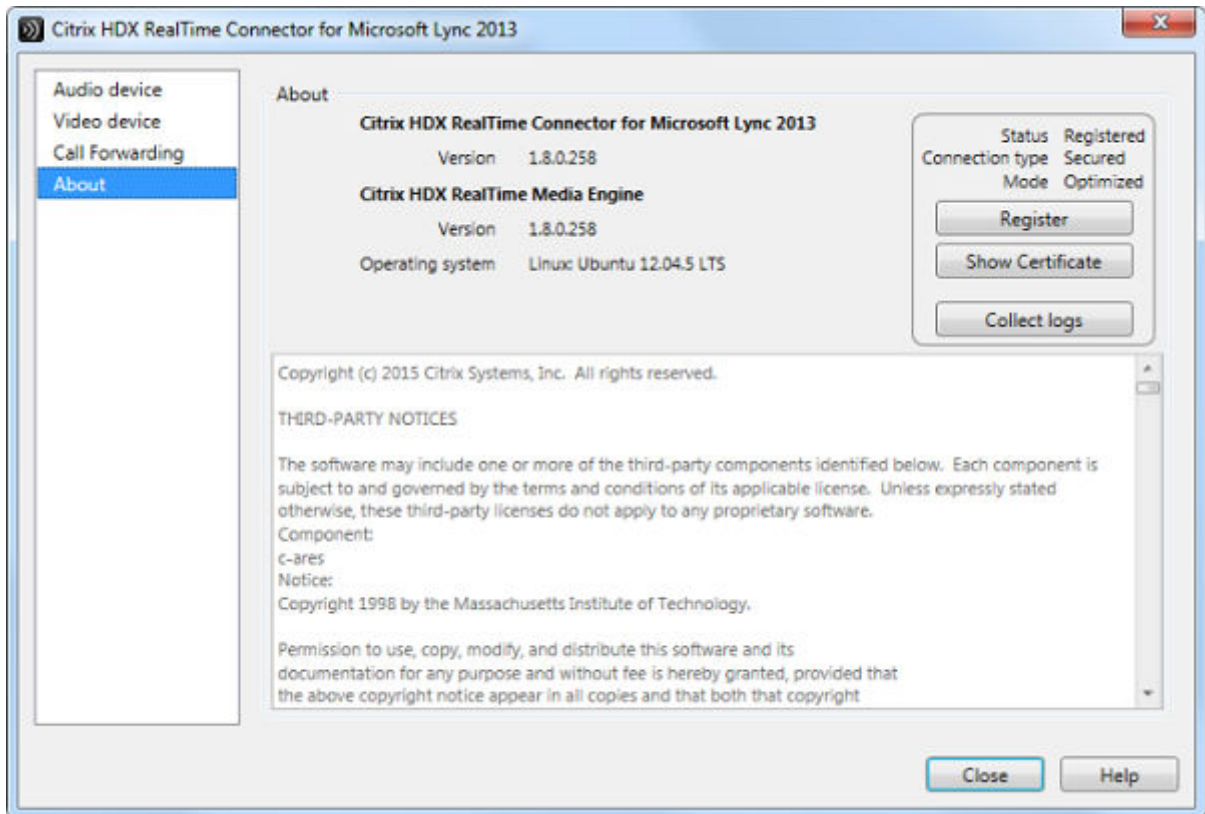 Citrix HDX RealTime Connector for Microsoft Lync 2013
Audio device
Video device
Call Forwarding
About
About
Citrix HDX RealTime Connector for Microsoft Lync 2013
Version 1.8.0.258
Citrix HDX RealTime Media Engine
Version 1.8.0.258
Operating system Linux: Ubuntu 12.04.5 LTS
Status Registered
Connection type Secured
Mode Optimized
Register
Show Certificate
Collect logs
Copyright (c) 2015 Citrix Systems, Inc. All rights reserved.
THIRD-PARTY NOTICES
The software may include one or more of the third-party components identified below. Each component is
subject to and governed by the terms and conditions of its applicable license. Unless expressly stated
otherwise, these third-party licenses do not apply to any proprietary software.
Component:
c-ares
Notice:
Copyright 1998 by the Massachusetts Institute of Technology.
Permission to use, copy, modify, and distribute this software and its
documentation for any purpose and without fee is hereby granted, provided that
the above copyright notice appear in all copies and that both that copyright
Close
Help